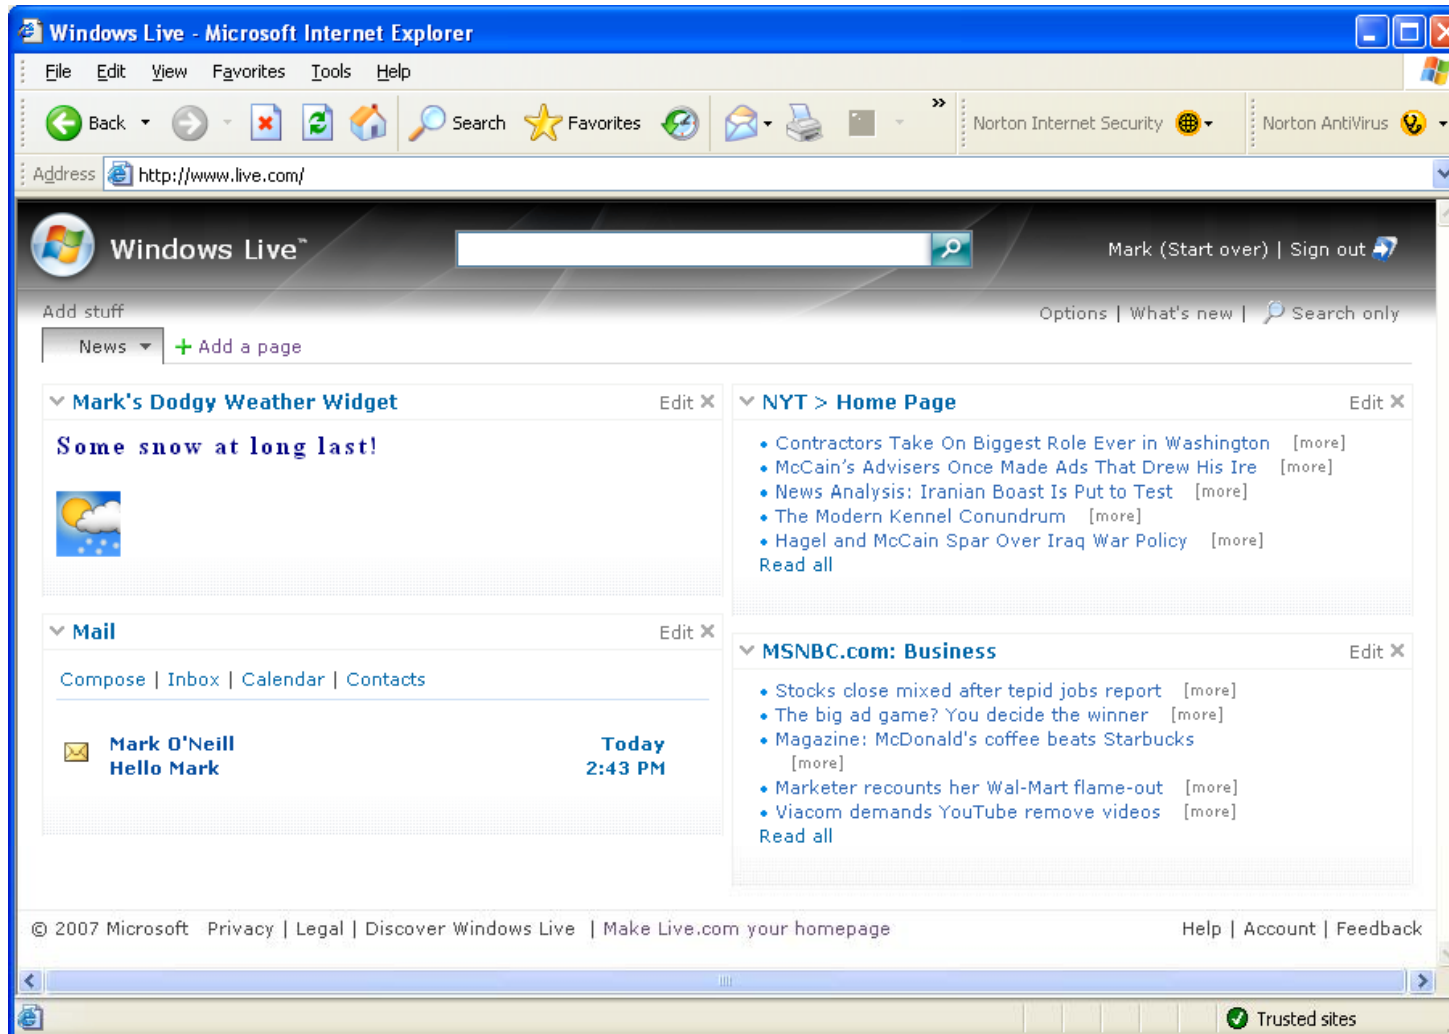 Windows Live - Microsoft Internet Explorer
File Edit View Favorites Tools Help
Back Search Favorites » Norton Internet Security Norton AntiVirus
Address http://www.live.com/
Windows Live™ Mark (Start over) | Sign out
Add stuff Options | What's new | Search only
News + Add a page
Mark's Dodgy Weather Widget Edit
Some snow at long last!
Mail Edit
Compose | Inbox | Calendar | Contacts
Mark O'Neill Today
Hello Mark 2:43 PM
NYT > Home Page Edit
• Contractors Take On Biggest Role Ever in Washington [more]
• McCain's Advisers Once Made Ads That Drew His Ire [more]
• News Analysis: Iranian Boast Is Put to Test [more]
• The Modern Kennel Conundrum [more]
• Hagel and McCain Spar Over Iraq War Policy [more]
Read all
MSNBC.com: Business Edit
• Stocks close mixed after tepid jobs report [more]
• The big ad game? You decide the winner [more]
• Magazine: McDonald's coffee beats Starbucks
[more]
• Marketer recounts her Wal-Mart flame-out [more]
• Viacom demands YouTube remove videos [more]
Read all
© 2007 Microsoft Privacy | Legal | Discover Windows Live | Make Live.com your homepage Help | Account | Feedback
Trusted sites